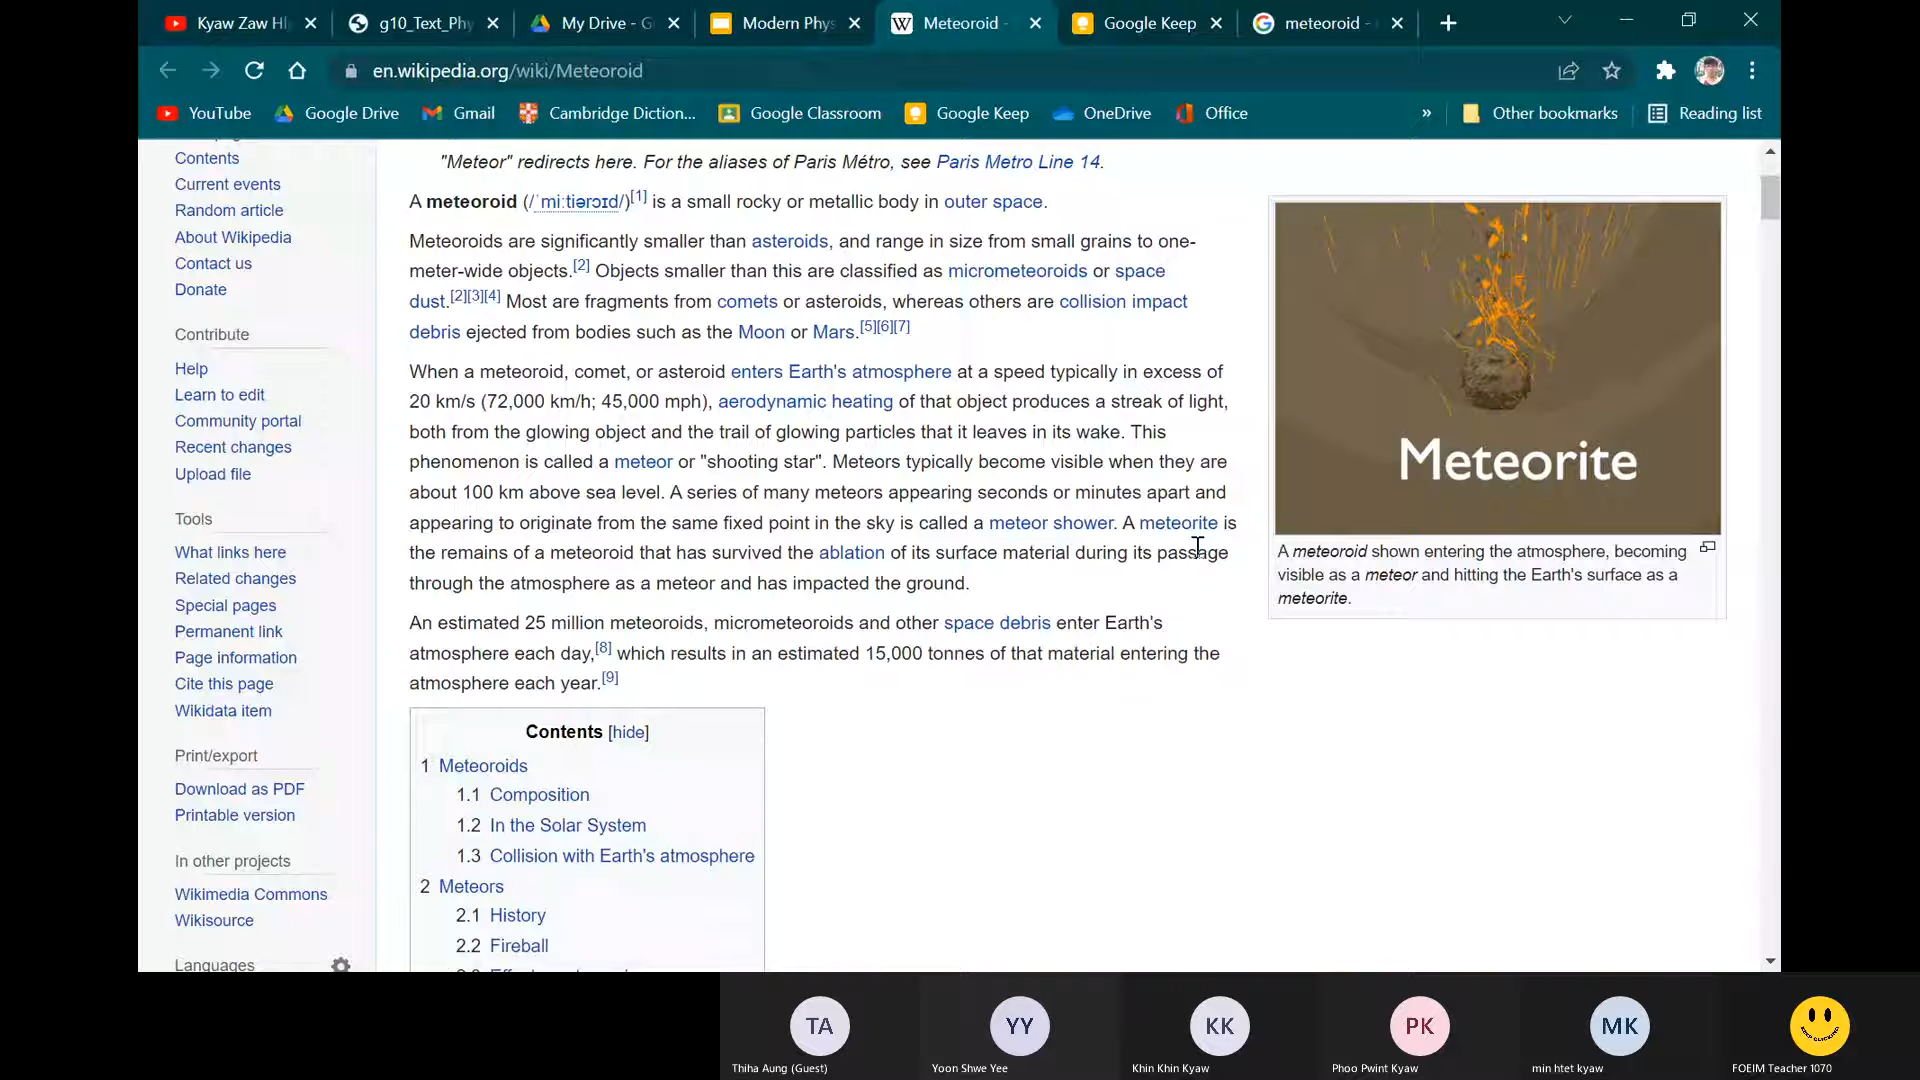 Kyaw Zaw H
g10_Text_Phy
My Drive - G
Modern Phys
Meteoroid -
Google Keep
meteoroid -
en.wikipedia.org/wiki/Meteoroid
YouTube
Google Drive
Gmail
Cambridge Diction...
Google Classroom
Google Keep
OneDrive
Office
»
Other bookmarks
Reading list
Contents
Current events
Random article
About Wikipedia
Contact us
Donate
Contribute
Help
Learn to edit
Community portal
Recent changes
Upload file
Tools
What links here
Related changes
Special pages
Permanent link
Page information
Cite this page
Wikidata item
Print/export
Download as PDF
Printable version
In other projects
Wikimedia Commons
Wikisource
Languages
"Meteor" redirects here. For the aliases of Paris Métro, see Paris Metro Line 14.
A meteoroid (/ˈmiːtiərɔɪd/)[1] is a small rocky or metallic body in outer space.
Meteoroids are significantly smaller than asteroids, and range in size from small grains to one-
meter-wide objects.[2] Objects smaller than this are classified as micrometeoroids or space
dust.[2][3][4] Most are fragments from comets or asteroids, whereas others are collision impact
debris ejected from bodies such as the Moon or Mars.[5][6][7]
When a meteoroid, comet, or asteroid enters Earth's atmosphere at a speed typically in excess of
20 km/s (72,000 km/h; 45,000 mph), aerodynamic heating of that object produces a streak of light,
both from the glowing object and the trail of glowing particles that it leaves in its wake. This
phenomenon is called a meteor or "shooting star". Meteors typically become visible when they are
about 100 km above sea level. A series of many meteors appearing seconds or minutes apart and
appearing to originate from the same fixed point in the sky is called a meteor shower. A meteorite is
the remains of a meteoroid that has survived the ablation of its surface material during its passage
through the atmosphere as a meteor and has impacted the ground.
An estimated 25 million meteoroids, micrometeoroids and other space debris enter Earth's
atmosphere each day,[8] which results in an estimated 15,000 tonnes of that material entering the
atmosphere each year.[9]
Contents [hide]
1 Meteoroids
1.1 Composition
1.2 In the Solar System
1.3 Collision with Earth's atmosphere
2 Meteors
2.1 History
2.2 Fireball
Meteorite
A meteoroid shown entering the atmosphere, becoming
visible as a meteor and hitting the Earth's surface as a
meteorite.
TA
YY
KK
PK
MK
KEEP CLICKING
Thiha Aung (Guest)
Yoon Shwe Yee
Khin Khin Kyaw
Phoo Pwint Kyaw
min htet kyaw
FOEIM Teacher 1070